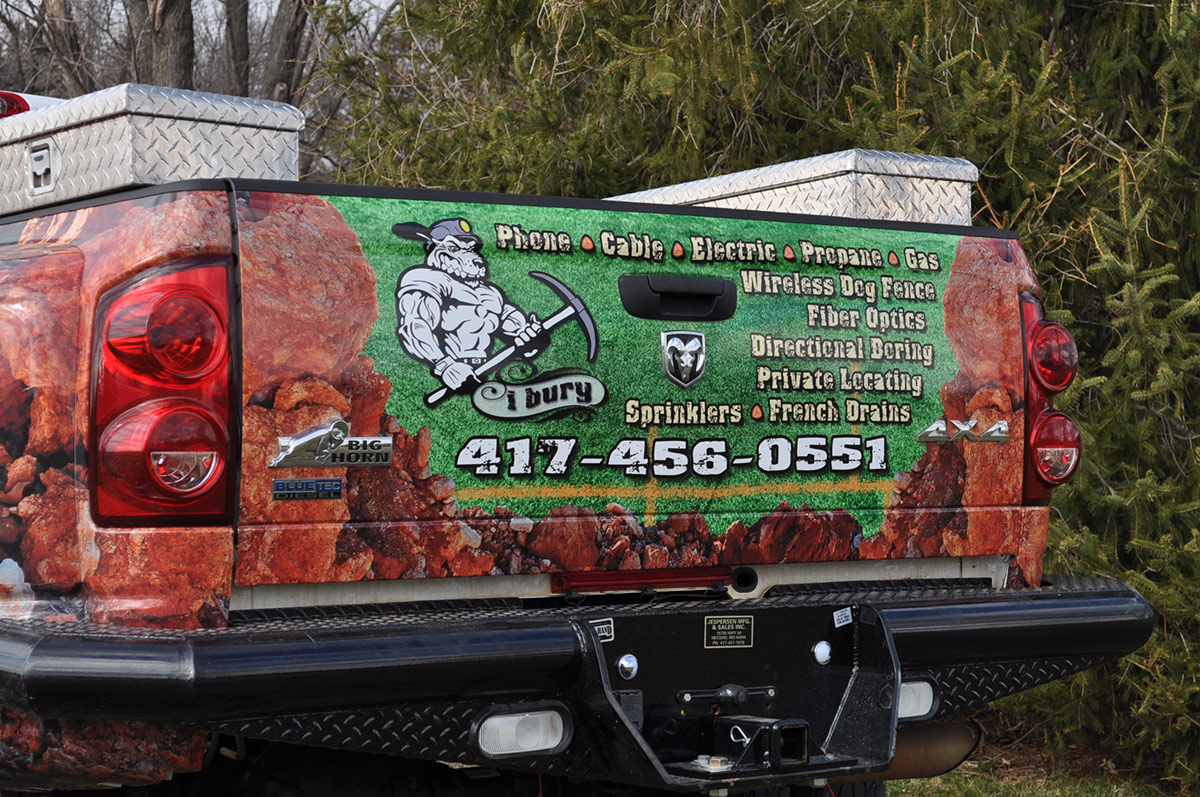 Phone Cable Electric Propane Gas
Wireless Dog Fence
Fiber Optics
Directional Boring
Private Locating
Sprinklers French Drains
i bury
417-456-0551
BIG
HORN
BLUETEC
DIESEL
4X4
JESPERSEN MFG.
& SALES INC.